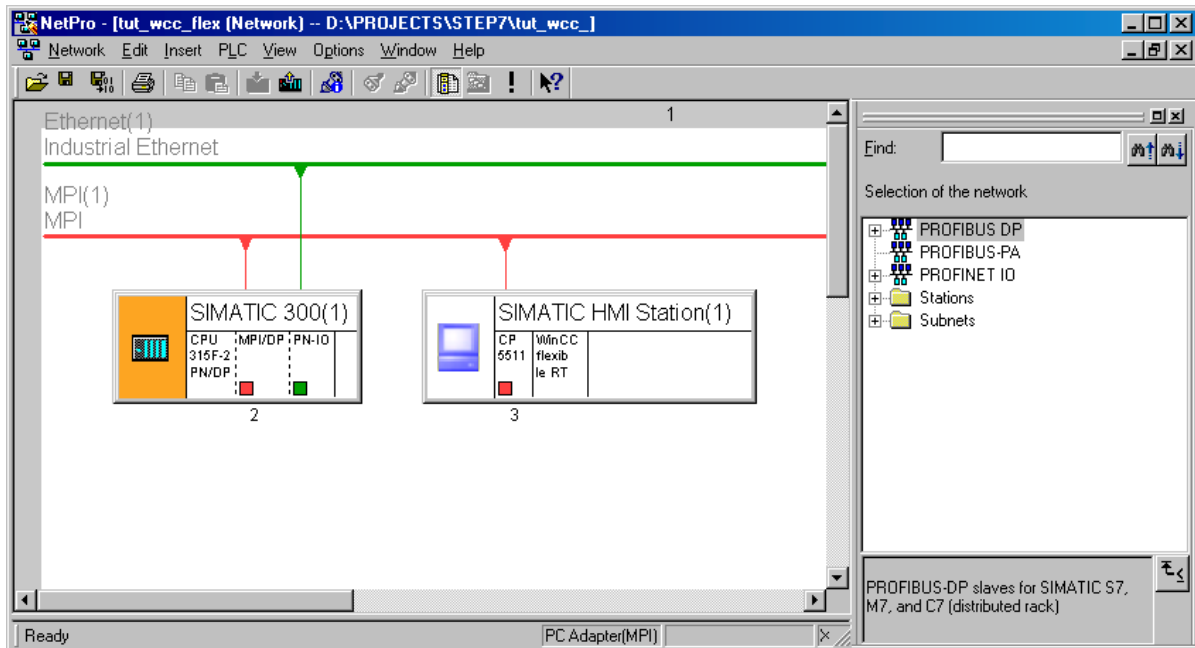 NetPro - [tut_wcc_flex (Network) -- D:\PROJECTS\STEP7\tut_wcc_]
Network Edit Insert PLC View Options Window Help
Ethernet(1)
1
Industrial Ethernet
MPI(1)
MPI
SIMATIC 300(1)
CPU 
315F-2
PN/DP
MPI/DP
PN-IO
2
SIMATIC HMI Station(1)
CP
5511
WinCC
flexib
le RT
3
Find:
Selection of the network
PROFIBUS DP
PROFIBUS-PA
PROFINET IO
Stations
Subnets
PROFIBUS-DP slaves for SIMATIC S7,
M7, and C7 (distributed rack)
Ready
PC Adapter(MPI)